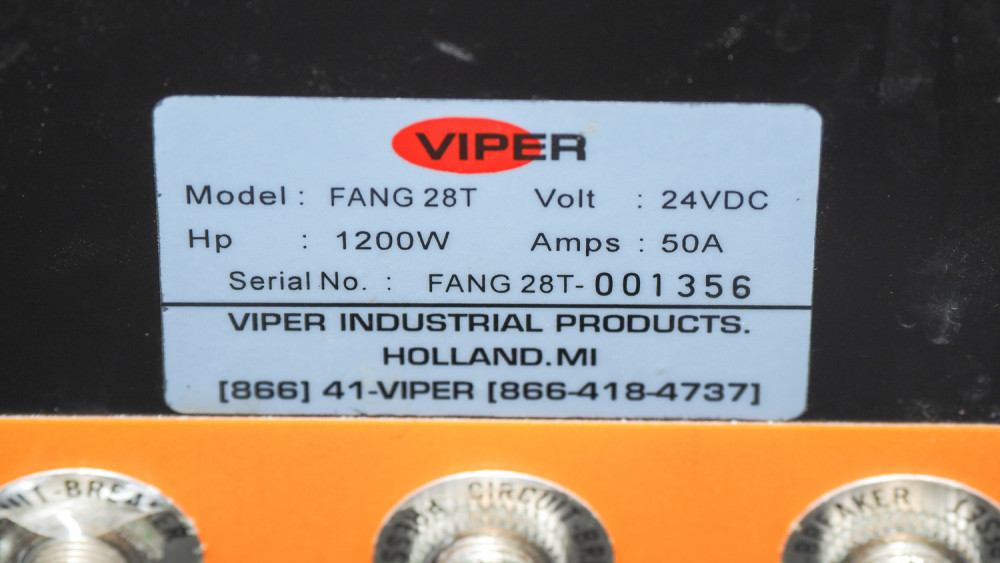 VIPER
Model : FANG 28T Volt : 24VDC
Hp : 1200W Amps : 50A
Serial No. : FANG 28T-001356
VIPER INDUSTRIAL PRODUCTS.
HOLLAND.MI
[866] 41-VIPER [866-418-4737]
CIRCUIT
BREAKER